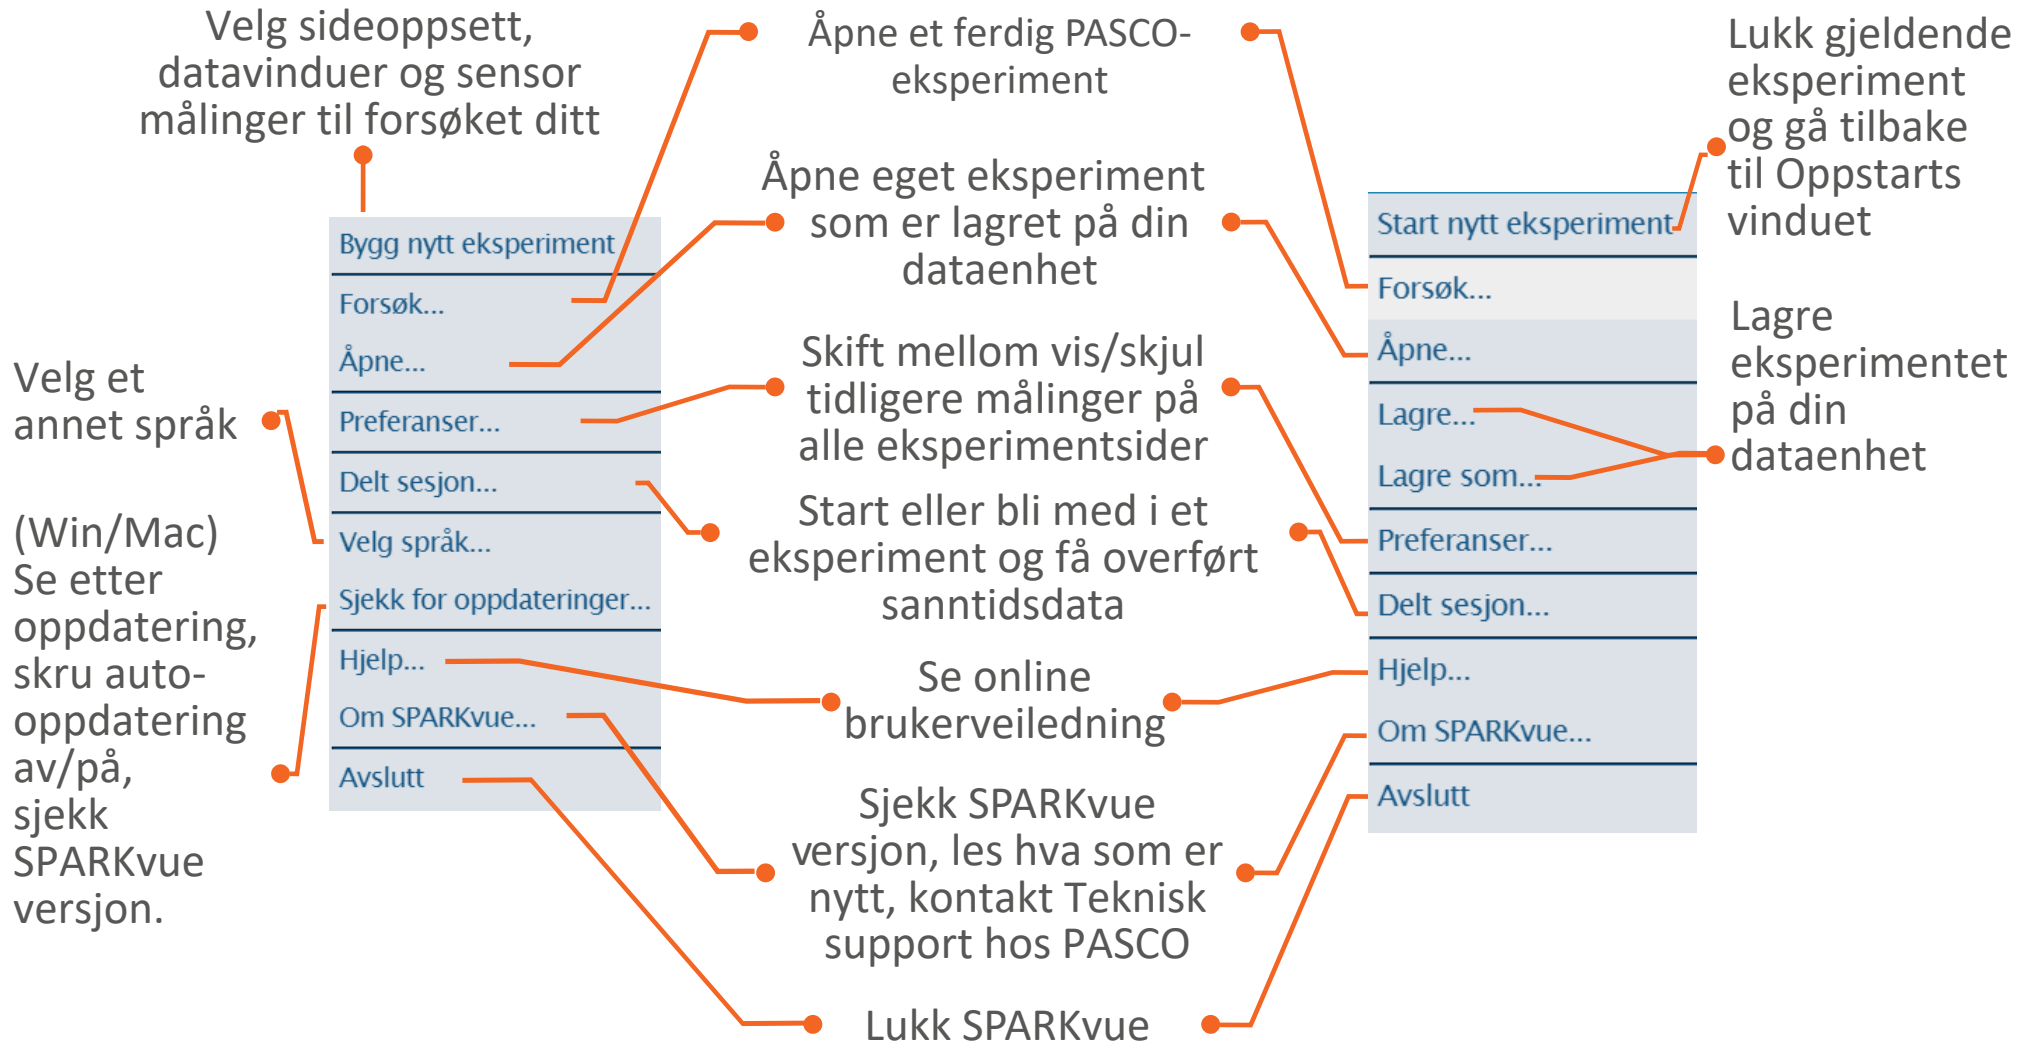 Velg sideoppsett,
datavinduer og sensor
målinger til forsøket ditt
Velg et
annet språk
(Win/Mac)
Se etter
oppdatering,
skru auto-
oppdatering
av/på,
sjekk
SPARKvue
versjon.
Bygg nytt eksperiment
Forsøk...
Åpne...
Preferanser...
Delt sesjon...
Velg språk...
Sjekk for oppdateringer...
Hjelp...
Om SPARKvue...
Avslutt
Åpne et ferdig PASCO-
eksperiment
Åpne eget eksperiment
som er lagret på din
dataenhet
Skift mellom vis/skjul
tidligere målinger på
alle eksperimentsider
Start eller bli med i et
eksperiment og få overført
sanntidsdata
Se online
brukerveiledning
Sjekk SPARKvue
versjon, les hva som er
nytt, kontakt Teknisk
support hos PASCO
Lukk SPARKvue
Start nytt eksperiment
Forsøk...
Åpne...
Lagre...
Lagre som...
Preferanser...
Delt sesjon...
Hjelp...
Om SPARKvue...
Avslutt
Lukk gjeldende
eksperiment
og gå tilbake
til Oppstarts
vinduet
Lagre
eksperimentet
på din
dataenhet